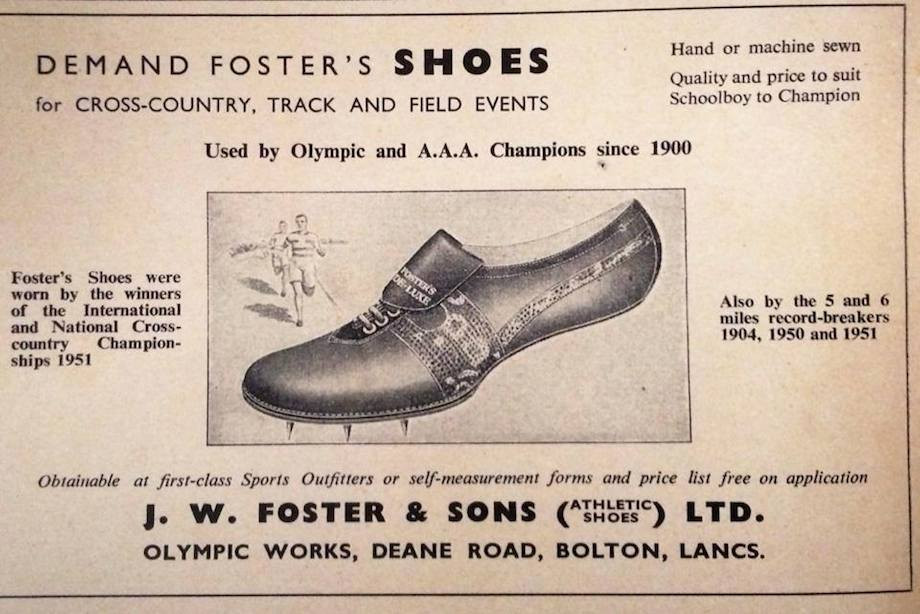 DEMAND FOSTER'S SHOES
for CROSS-COUNTRY, TRACK AND FIELD EVENTS
Hand or machine sewn
Quality and price to suit
Schoolboy to Champion
Used by Olympic and A.A.A. Champions since 1900
Foster's Shoes were
worn by the winners
of the International
and National Cross-
country Champion-
ships 1951
FOSTER'S
DE-LUXE
Also by the 5 and 6
miles record-breakers
1904, 1950 and 1951
Obtainable at first-class Sports Outfitters or self-measurement forms and price list free on application
J. W. FOSTER & SONS (ATHLETIC SHOES) LTD.
OLYMPIC WORKS, DEANE ROAD, BOLTON, LANCS.